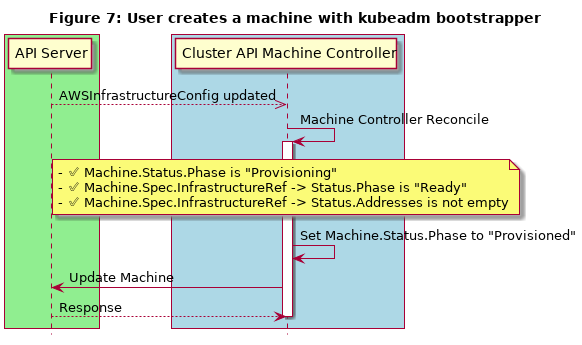 Figure 7: User creates a machine with kubeadm bootstrapper
API Server
Cluster API Machine Controller
AWSInfrastructureConfig updated
Machine Controller Reconcile
- ✅ Machine.Status.Phase is "Provisioning"
- ✅ Machine.Spec.InfrastructureRef -> Status.Phase is "Ready"
- ✅ Machine.Spec.InfrastructureRef -> Status.Addresses is not empty
Set Machine.Status.Phase to "Provisioned"
Update Machine
Response